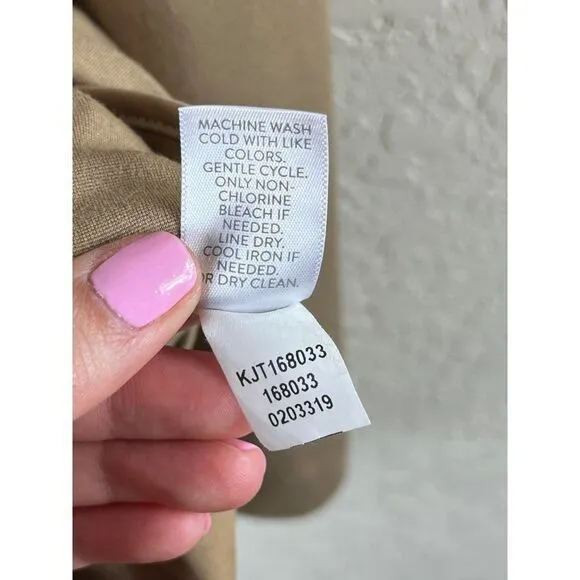 MACHINE WASH
COLD WITH LIKE
COLORS.
GENTLE CYCLE.
ONLY NON-
CHLORINE
BLEACH IF
NEEDED.
LINE DRY.
COOL IRON IF
NEEDED.
OR DRY CLEAN.
KJT168033
168033
0203319